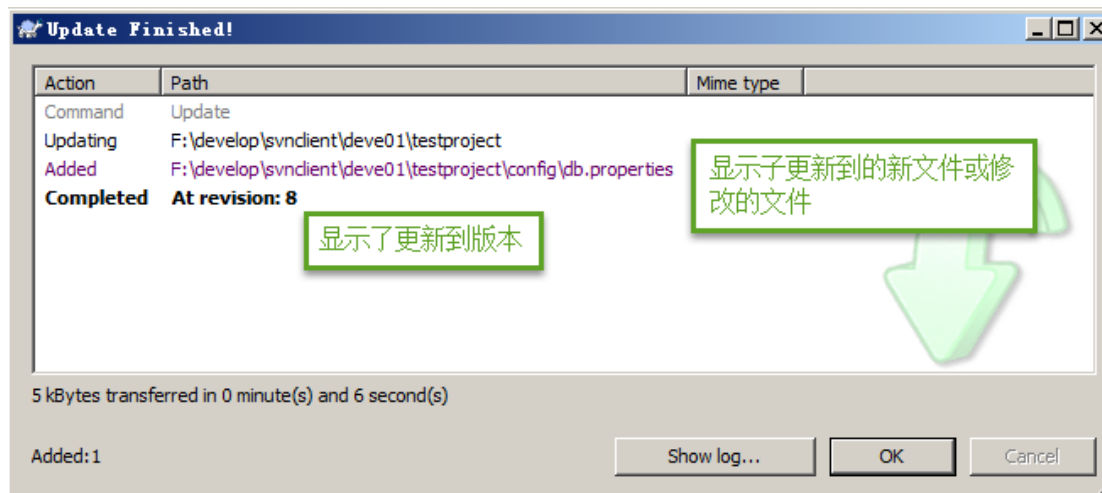 Update Finished!
Action Path Mime type
Command Update
Updating F:\develop\svnclient\deve01\testproject
Added F:\develop\svnclient\deve01\testproject\config\db.properties
Completed At revision: 8
显示子更新到的新文件或修
改的文件
显示了更新到版本
5 kBytes transferred in 0 minute(s) and 6 second(s)
Added:1
Show log...
OK
Cancel